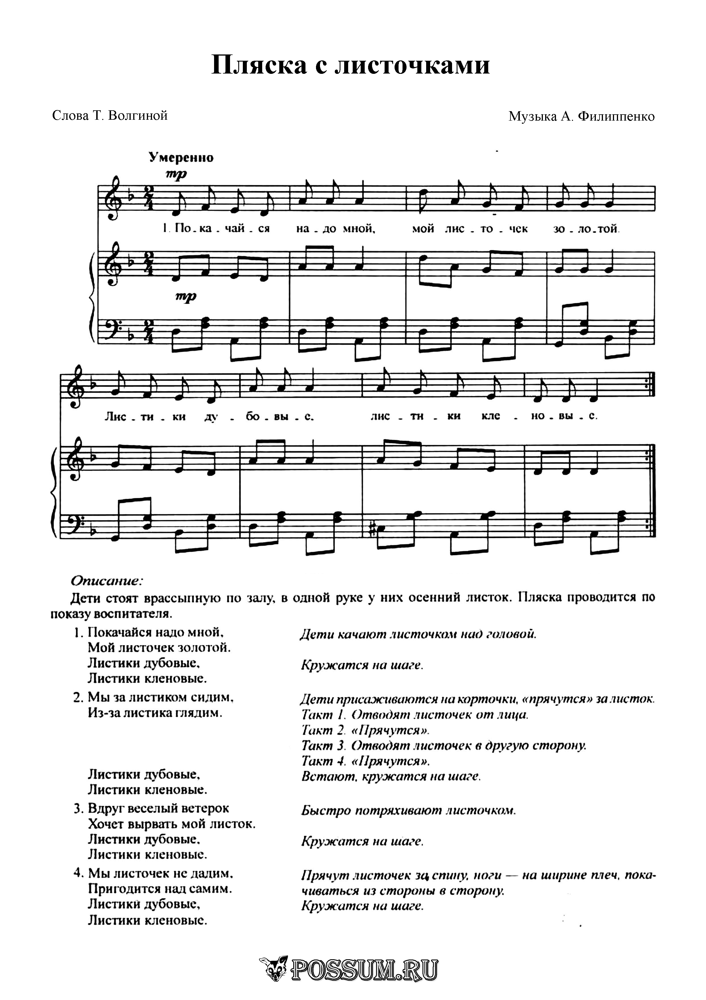 Пляска с листочками
Слова Т. Волгиной
Музыка А. Филиппенко
Умеренно
mp
1. По - ка - чай - ся на - до мной, мой лис - то - чек зо - ло - той.
mp
Лис - ти - ки ду - бо - вы - е, лис - ти - ки кле - но - вы - е.
Описание:
Дети стоят врассыпную по залу, в одной руке у них осенний листок. Пляска проводится по
показу воспитателя.
1. Покачайся надо мной, Дети качают листочком над головой.
Мой листочек золотой.
Листики дубовые, Кружатся на шаге.
Листики кленовые.
2. Мы за листиком сидим, Дети присаживаются на корточки, «прячутся» за листок.
Из-за листика глядим. Такт 1. Отводят листочек от лица.
Такт 2. «Прячутся».
Такт 3. Отводят листочек в другую сторону.
Такт 4. «Прячутся».
Листики дубовые, Встают, кружатся на шаге.
Листики кленовые.
3. Вдруг веселый ветерок Быстро потряхивают листочком.
Хочет вырвать мой листок.
Листики дубовые, Кружатся на шаге.
Листики кленовые.
4. Мы листочек не дадим, Прячут листочек за спину, ноги — на ширине плеч, пока-
Пригодится над самим. чиваться из стороны в сторону.
Листики дубовые, Кружатся на шаге.
Листики кленовые.
POSSUM.RU